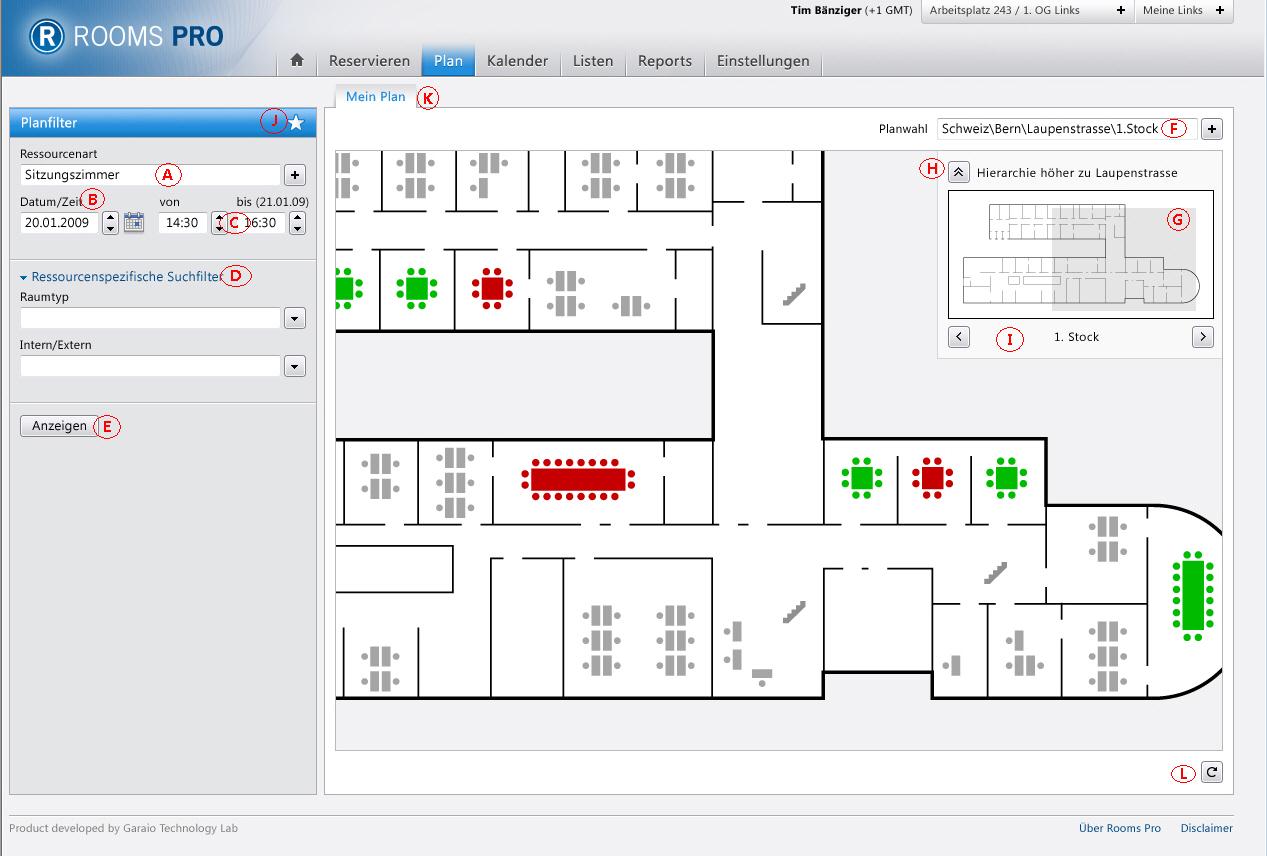 Tim Bänziger (+1 GMT) Arbeitsplatz 243 / 1. OG Links + Meine Links +
R ROOMS PRO
Reservieren Plan Kalender Listen Reports Einstellungen
Mein Plan K
Planfilter J
Planwahl Schweiz\Bern\Laupenstrasse\1.Stock F +
Ressourcenart
Sitzungszimmer A +
H Hierarchie höher zu Laupenstrasse
Datum/Zeit B von bis (21.01.09)
20.01.2009 14:30 C 16:30
G
Ressourcenspezifische Suchfilter D
Raumtyp
I 1. Stock
Intern/Extern
Anzeigen E
L
Product developed by Garaio Technology Lab Über Rooms Pro Disclaimer